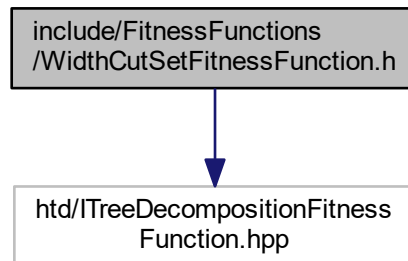 include/FitnessFunctions
/WidthCutSetFitnessFunction.h
htd/ITreeDecompositionFitness
Function.hpp